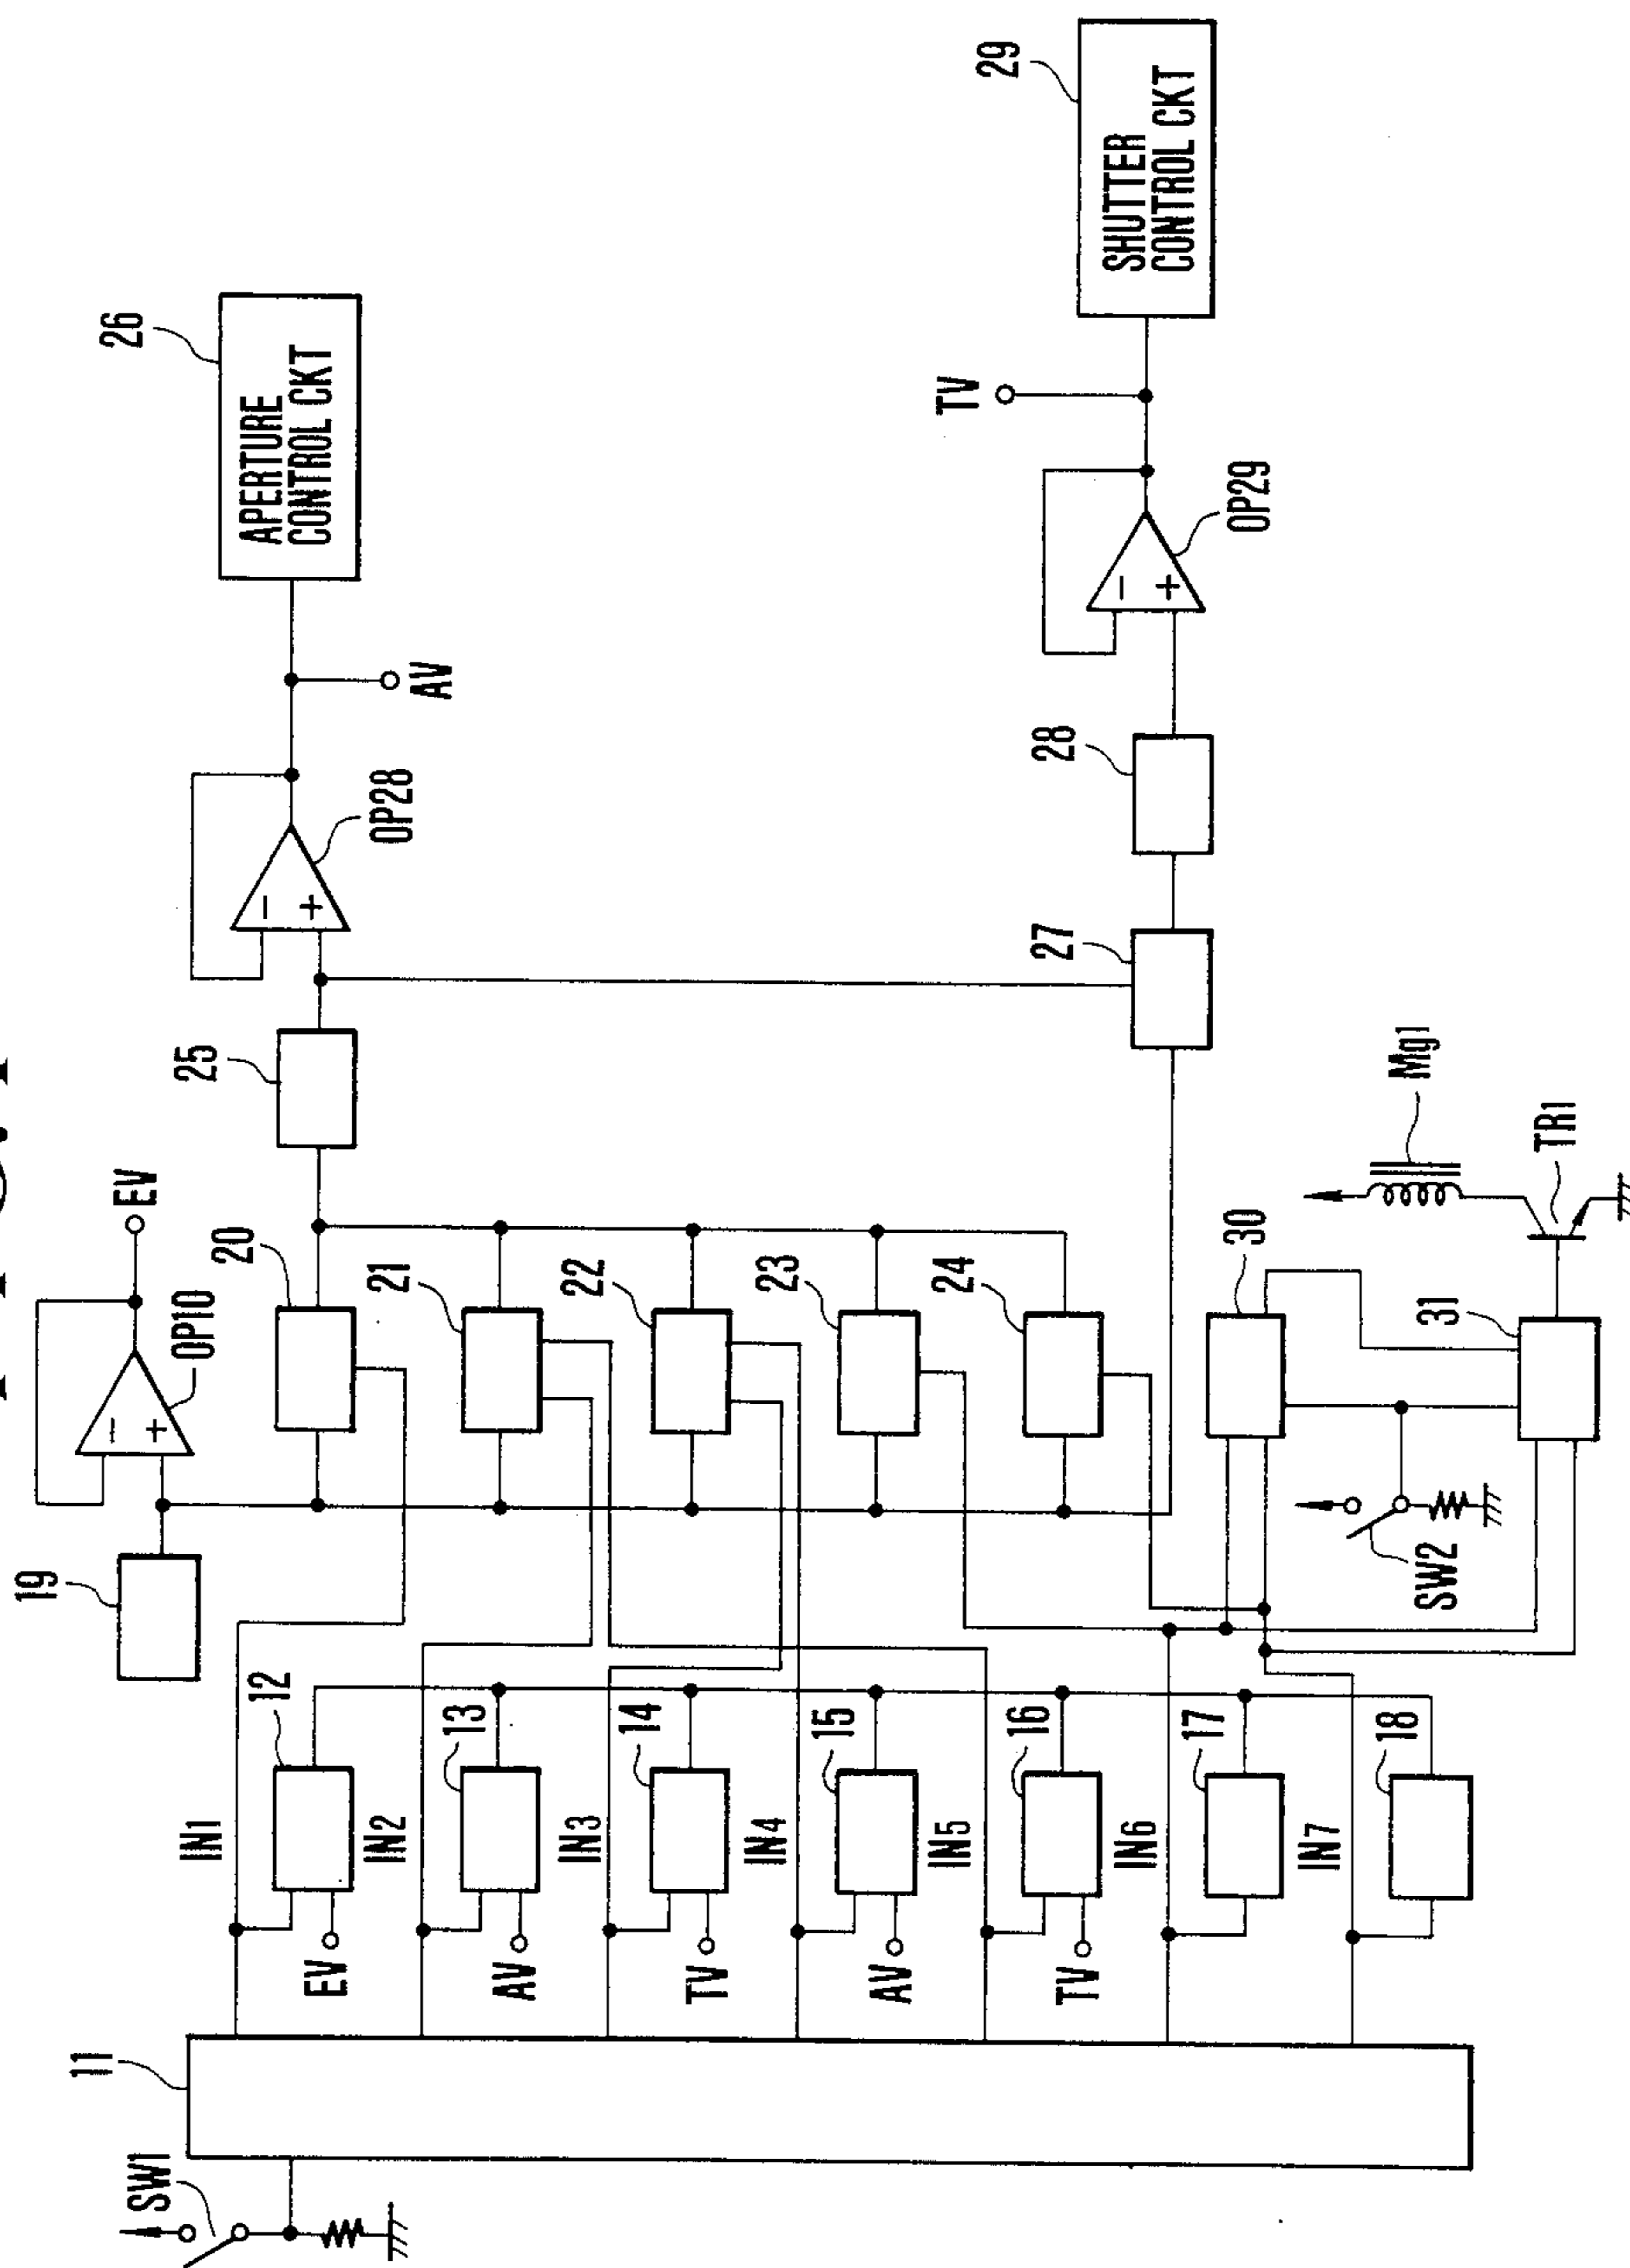 SW1
11
IN1
IN2
IN3
IN4
IN5
IN6
IN7
EV
AV
TV
AV
TV
12
13
14
15
16
17
18
19
OP10
EV
−
+
20
21
22
23
24
SW2
30
31
Mg1
TR1
25
−
+
OP28
AV
26
APERTURE
CONTROL CKT
27
28
−
+
OP29
TV
29
SHUTTER
CONTROL CKT